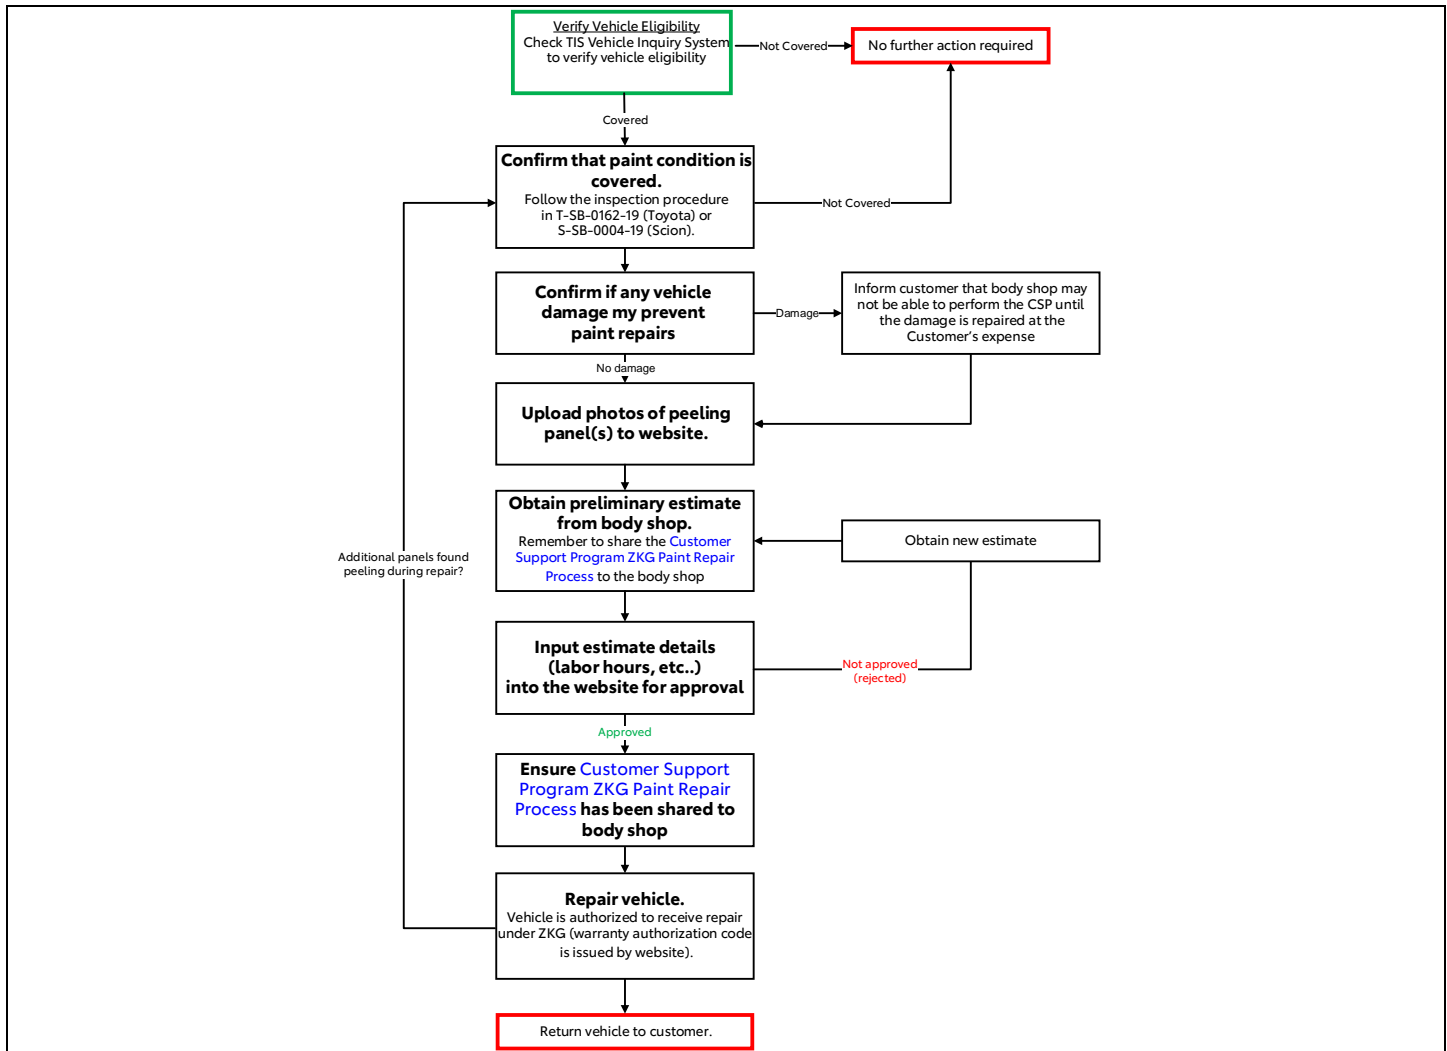 Verify Vehicle Eligibility
Check TIS Vehicle Inquiry System
to verify vehicle eligibility
Not Covered
No further action required
Covered
Confirm that paint condition is
covered.
Follow the inspection procedure
in T-SB-0162-19 (Toyota) or
S-SB-0004-19 (Scion).
Not Covered
Confirm if any vehicle
damage my prevent
paint repairs
Damage
Inform customer that body shop may
not be able to perform the CSP until
the damage is repaired at the
Customer's expense
No damage
Upload photos of peeling
panel(s) to website.
Obtain preliminary estimate
from body shop.
Remember to share the Customer
Support Program ZKG Paint Repair
Process to the body shop
Obtain new estimate
Additional panels found
peeling during repair?
Input estimate details
(labor hours, etc..)
into the website for approval
Not approved
(rejected)
Approved
Ensure Customer Support
Program ZKG Paint Repair
Process has been shared to
body shop
Repair vehicle.
Vehicle is authorized to receive repair
under ZKG (warranty authorization code
is issued by website).
Return vehicle to customer.